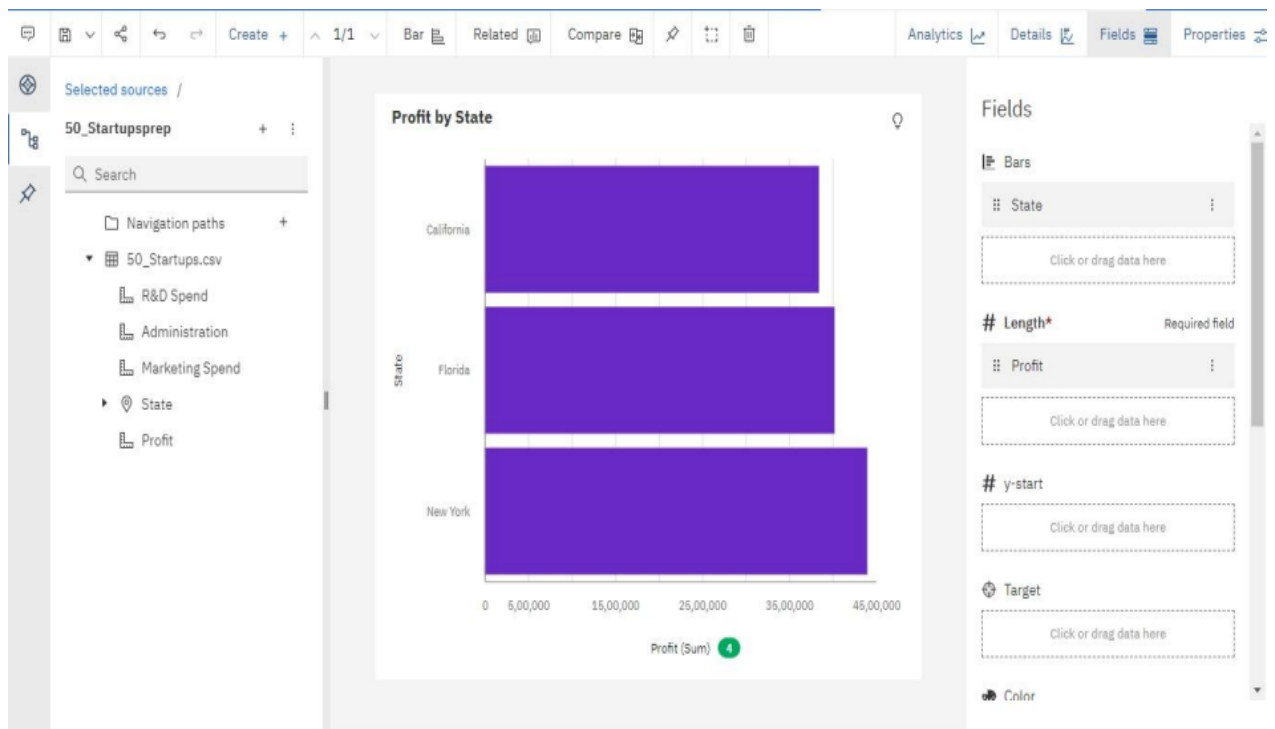 Create + 1/1 Bar Related Compare Analytics Details Fields Properties
Selected sources /
50_Startupsprep
Search
Navigation paths
50_Startups.csv
R&D Spend
Administration
Marketing Spend
State
Profit
Profit by State
California
Florida
New York
State
0 5,00,000 15,00,000 25,00,000 35,00,000 45,00,000
Profit (Sum) 4
Fields
Bars
State
Click or drag data here
# Length* Required field
Profit
Click or drag data here
# y-start
Click or drag data here
Target
Click or drag data here
Color